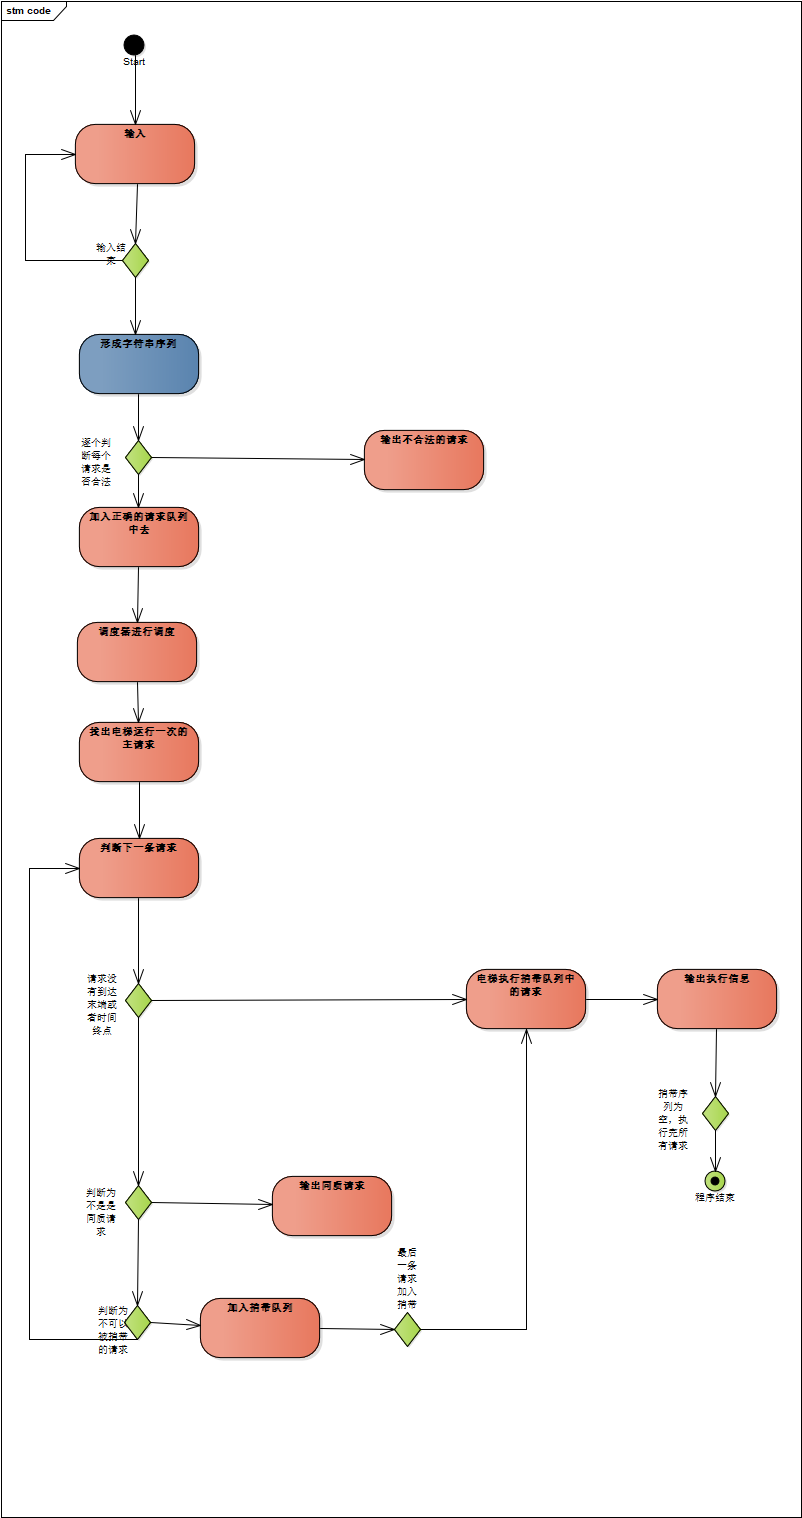 stm code
Start
输入
输入结
束
形成字符串序列
逐个判
断每个
请求是
否合法
输出不合法的请求
加入正确的请求队列
中去
调度器进行调度
找出电梯运行一次的
主请求
判断下一条请求
请求没
有到达
末端或
者时间
终点
电梯执行捎带队列中
的请求
输出执行信息
捎带序
列为
空，执
行完所
有请求
程序结束
判断为
不是是
同质请
求
输出同质请求
最后
一条
请求
加入
捎带
判断为
不可以
被捎带
的请求
加入捎带队列